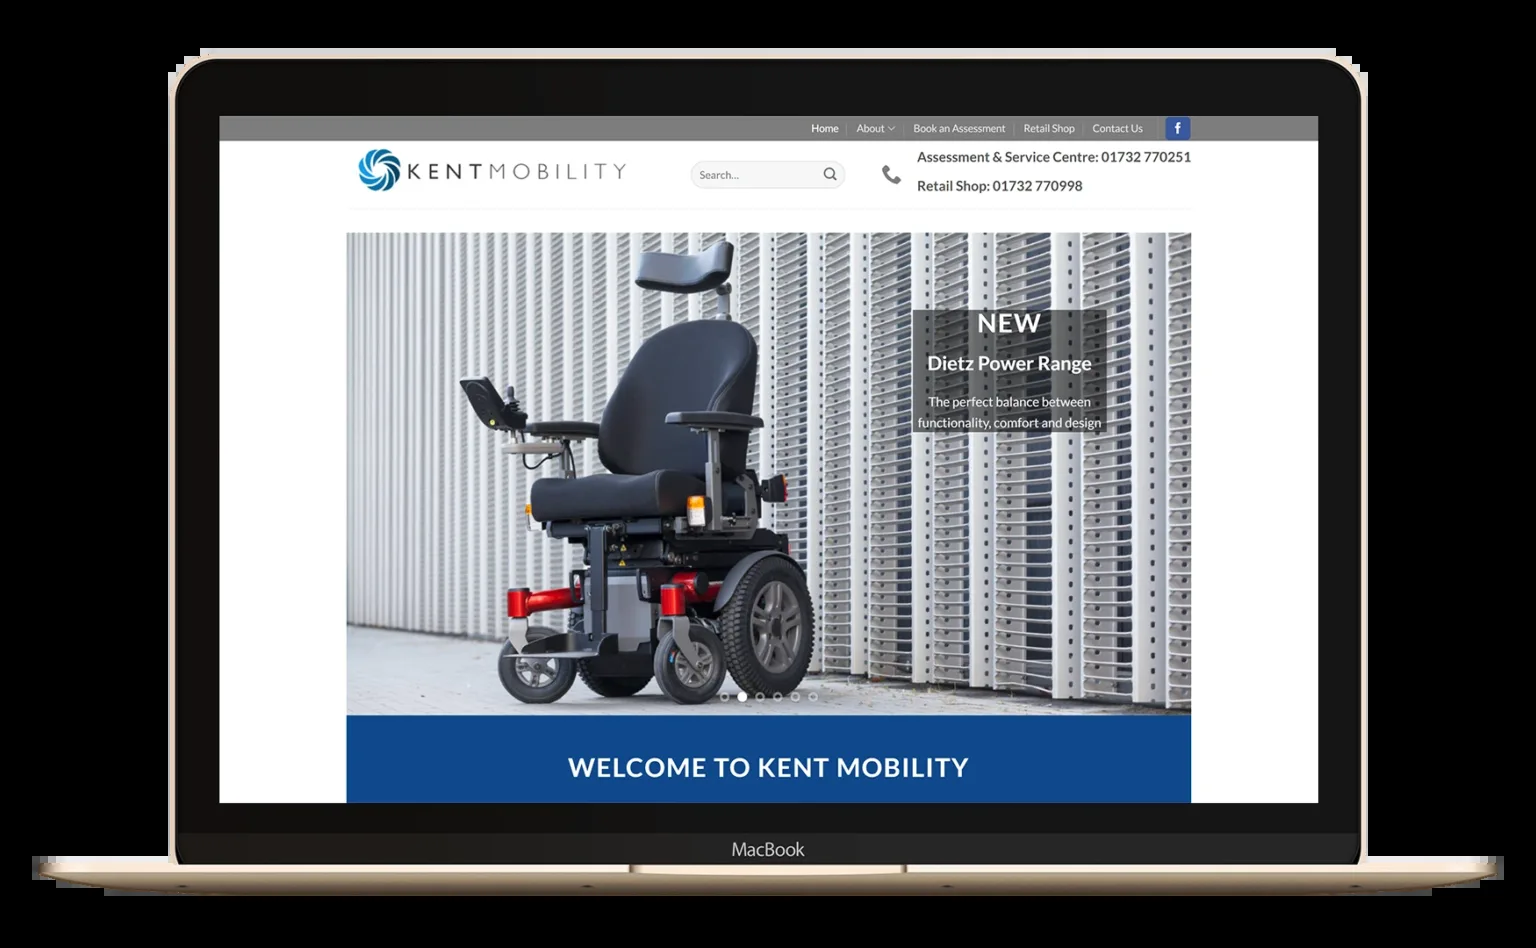 Home About Book an Assessment Retail Shop Contact Us f
KENTMOBILITY
Search...
Assessment & Service Centre: 01732 770251
Retail Shop: 01732 770998
NEW
Dietz Power Range
The perfect balance between
functionality, comfort and design
WELCOME TO KENT MOBILITY
MacBook